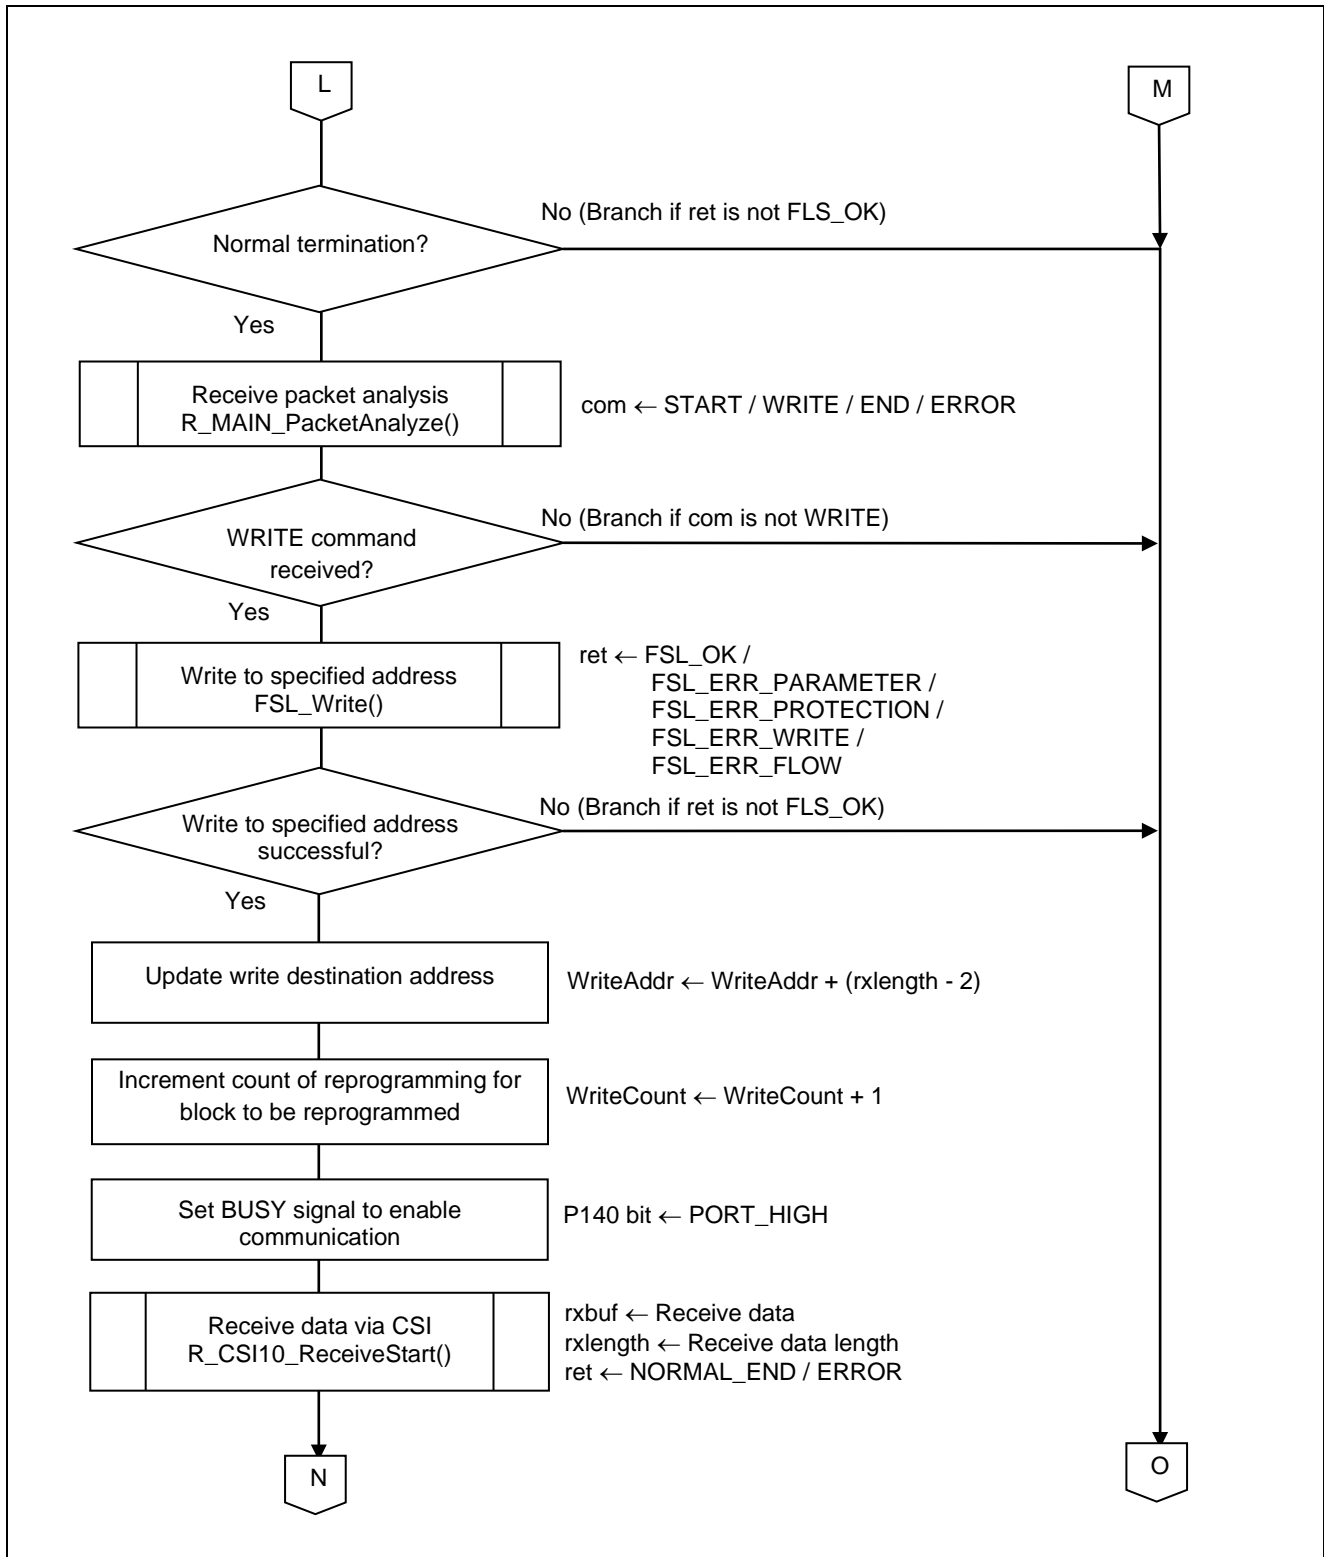 L
M
No (Branch if ret is not FLS_OK)
Normal termination?
Yes
Receive packet analysis
R_MAIN_PacketAnalyze()
com ← START / WRITE / END / ERROR
No (Branch if com is not WRITE)
WRITE command
received?
Yes
Write to specified address
FSL_Write()
ret ← FSL_OK /
FSL_ERR_PARAMETER /
FSL_ERR_PROTECTION /
FSL_ERR_WRITE /
FSL_ERR_FLOW
No (Branch if ret is not FLS_OK)
Write to specified address
successful?
Yes
Update write destination address
WriteAddr ← WriteAddr + (rxlength - 2)
Increment count of reprogramming for
block to be reprogrammed
WriteCount ← WriteCount + 1
Set BUSY signal to enable
communication
P140 bit ← PORT_HIGH
Receive data via CSI
R_CSI10_ReceiveStart()
rxbuf ← Receive data
rxlength ← Receive data length
ret ← NORMAL_END / ERROR
N
O